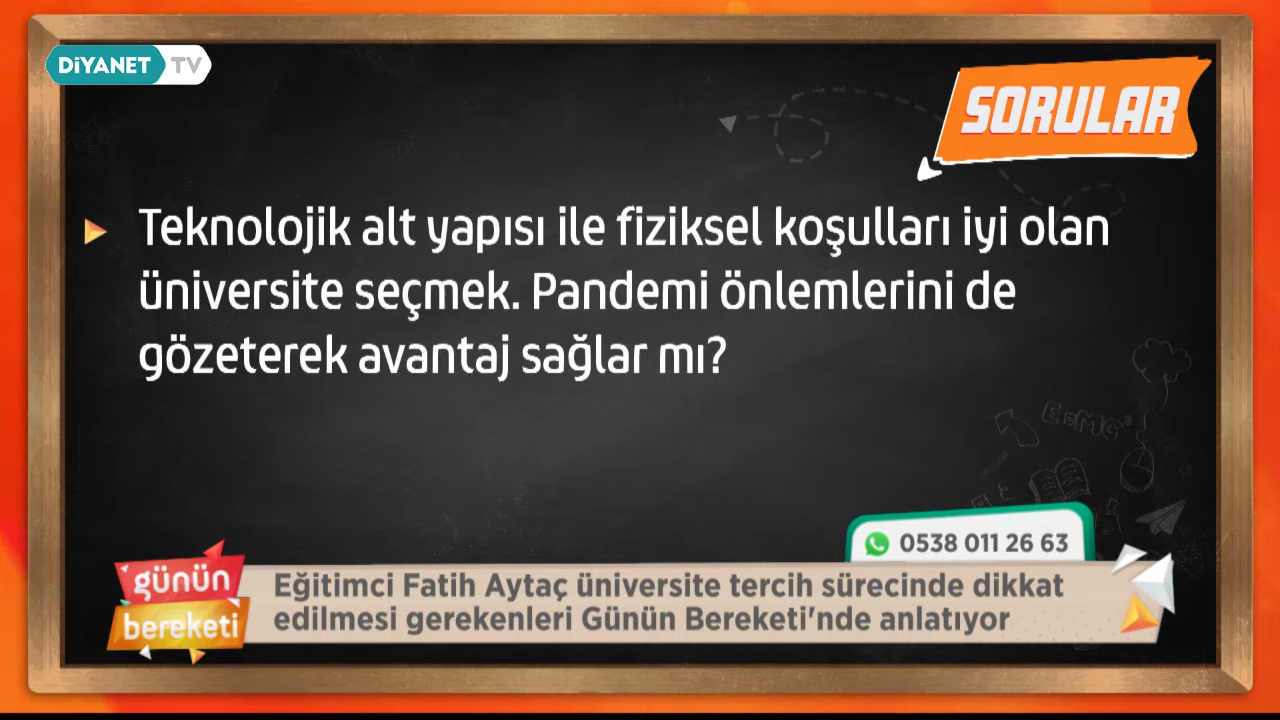 DİYANET TV
SORULAR
Teknolojik alt yapısı ile fiziksel koşulları iyi olan
üniversite seçmek. Pandemi önlemlerini de
gözeterek avantaj sağlar mı?
E=MC²
0538 011 26 63
günün
bereketi
Eğitimci Fatih Aytaç üniversite tercih sürecinde dikkat
edilmesi gerekenleri Günün Bereketi'nde anlatıyor